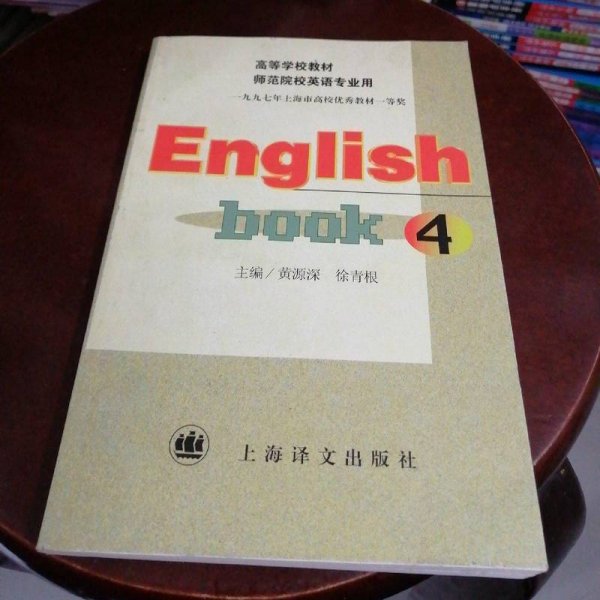 高等学校教材
师范院校英语专业用
一九九七年上海市高校优秀教材一等奖
English
book 4
主编/黄源深 徐青根
上海译文出版社